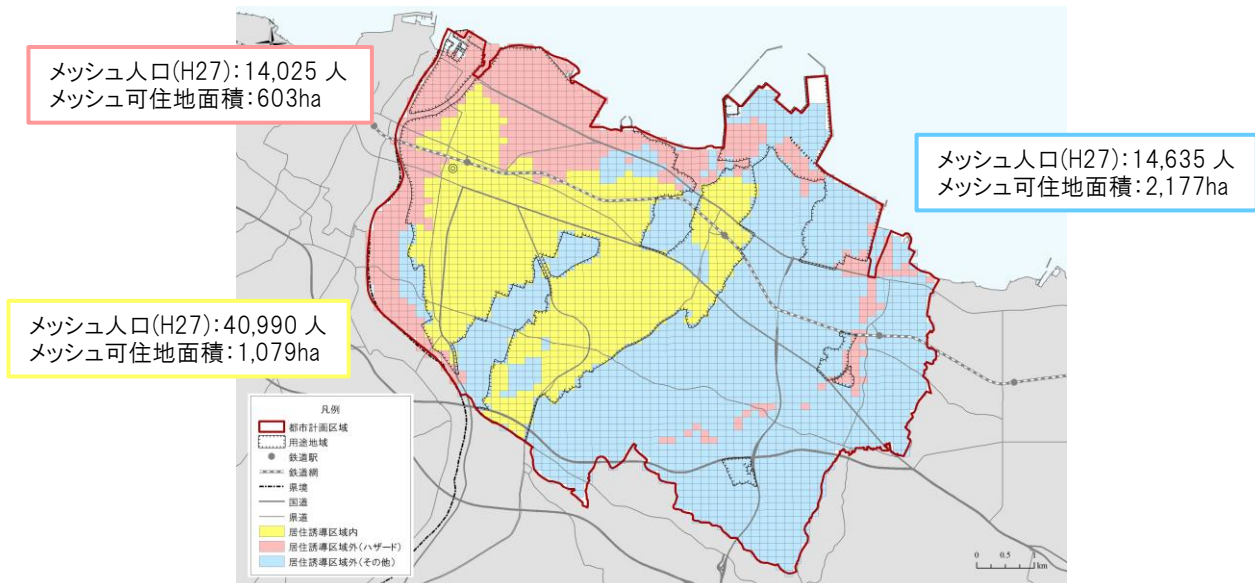 メッシュ人口(H27):14,025 人
メッシュ可住地面積:603ha
メッシュ人口(H27):14,635 人
メッシュ可住地面積:2,177ha
メッシュ人口(H27):40,990 人
メッシュ可住地面積:1,079ha
凡例
都市計画区域
用途地域
鉄道駅
鉄道網
県境
国道
県道
居住誘導区域内
居住誘導区域外(ハザード)
居住誘導区域外(その他)
0 0.5 1
km